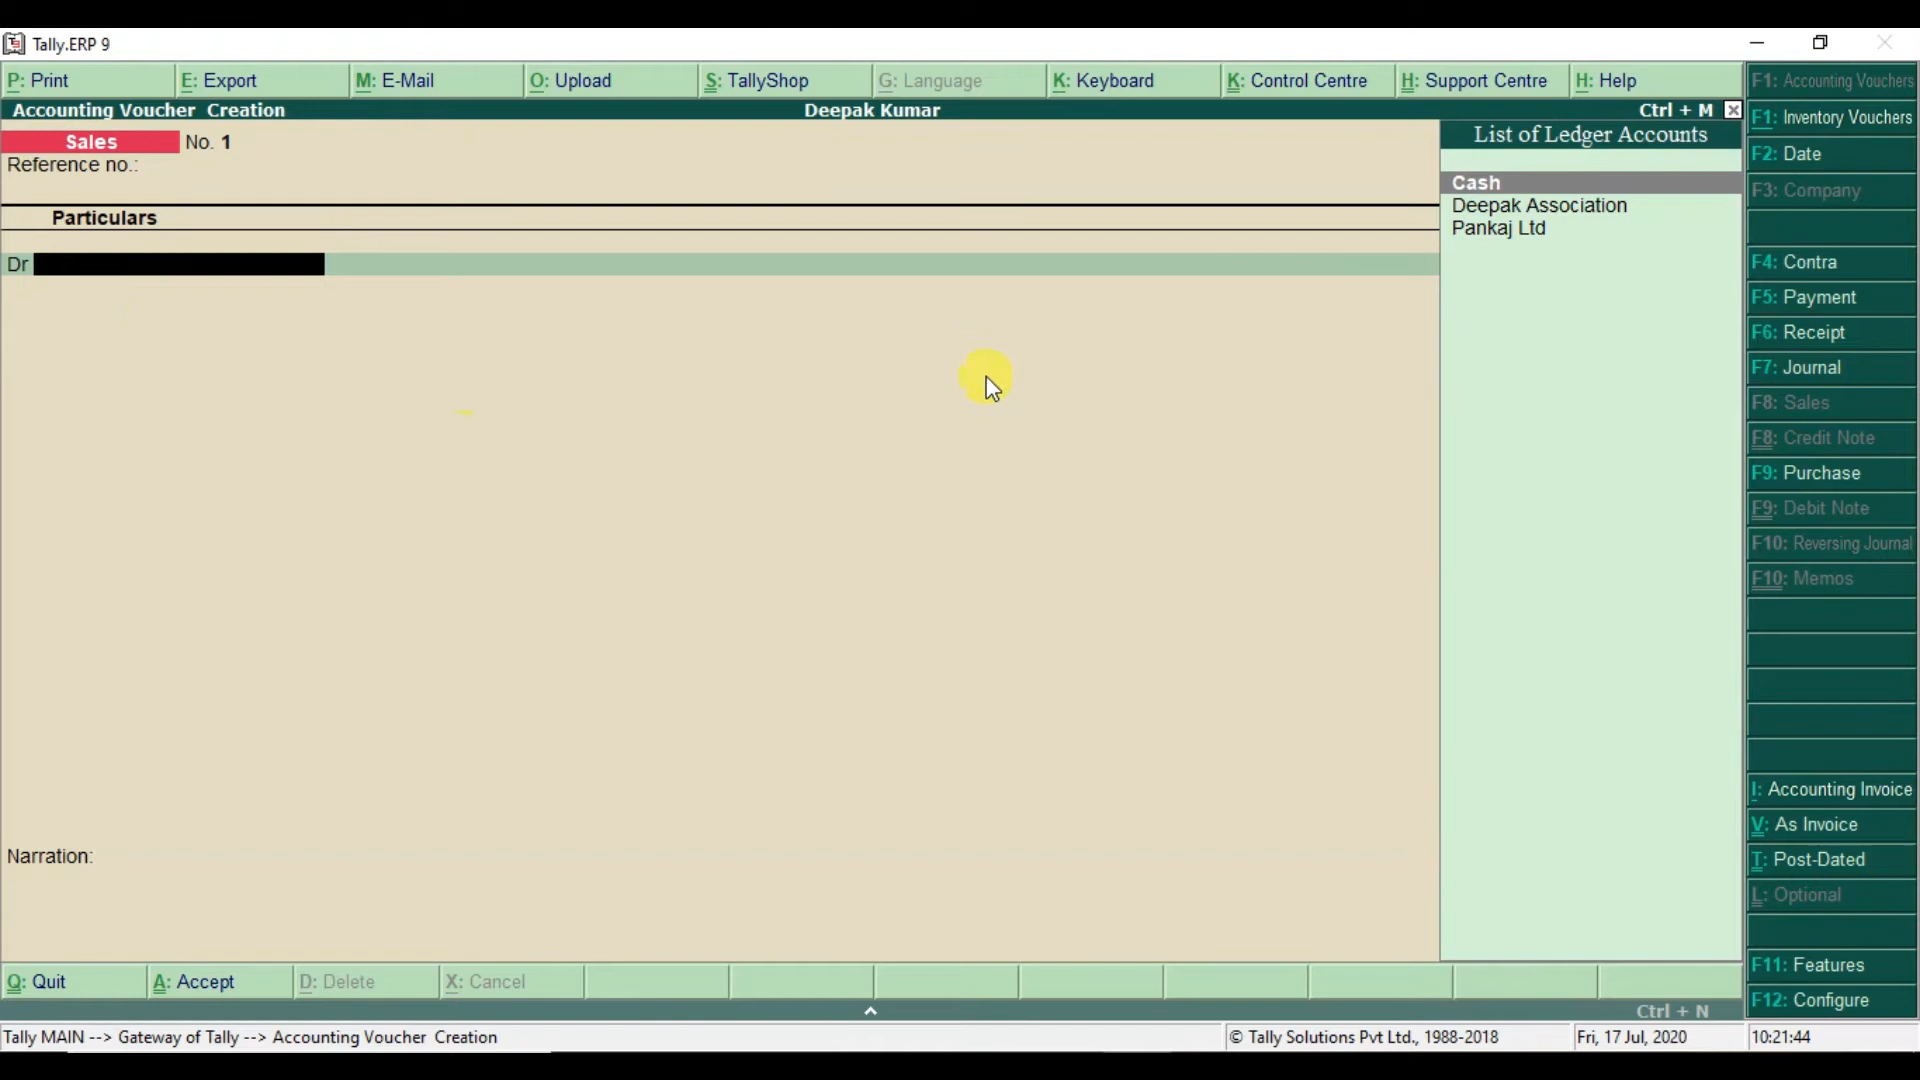 Tally.ERP 9
P: Print E: Export M: E-Mail O: Upload S: TallyShop G: Language K: Keyboard K: Control Centre H: Support Centre H: Help
Accounting Voucher Creation Deepak Kumar Ctrl + M
Sales No. 1
Reference no.:
Particulars
Dr
Narration:
List of Ledger Accounts
Cash
Deepak Association
Pankaj Ltd
F1: Accounting Vouchers
F1: Inventory Vouchers
F2: Date
F3: Company
F4: Contra
F5: Payment
F6: Receipt
F7: Journal
F8: Sales
F8: Credit Note
F9: Purchase
F9: Debit Note
F10: Reversing Journal
F10: Memos
I: Accounting Invoice
V: As Invoice
T: Post-Dated
L: Optional
F11: Features
F12: Configure
Q: Quit A: Accept D: Delete X: Cancel
Ctrl + N
Tally MAIN --> Gateway of Tally --> Accounting Voucher Creation © Tally Solutions Pvt Ltd., 1988-2018 Fri, 17 Jul, 2020 10:21:44